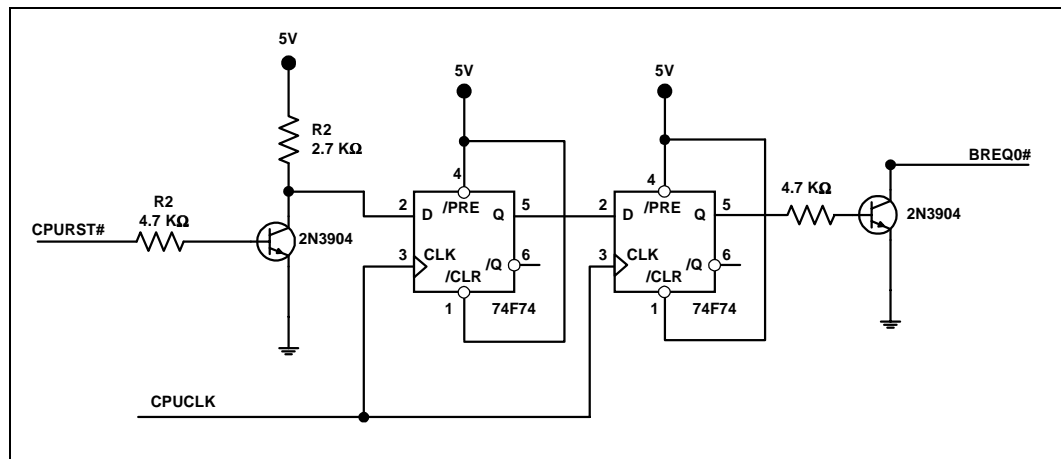 5V
5V
5V
R2
2.7 KΩ
BREQ0#
4
4
R2
4.7 KΩ
/PRE
/PRE
4.7 KΩ
2
D
Q
5
2
D
Q
5
2N3904
CPURST#
2N3904
3
CLK
/Q
6
3
CLK
/Q
6
/CLR
/CLR
1
74F74
1
74F74
CPUCLK